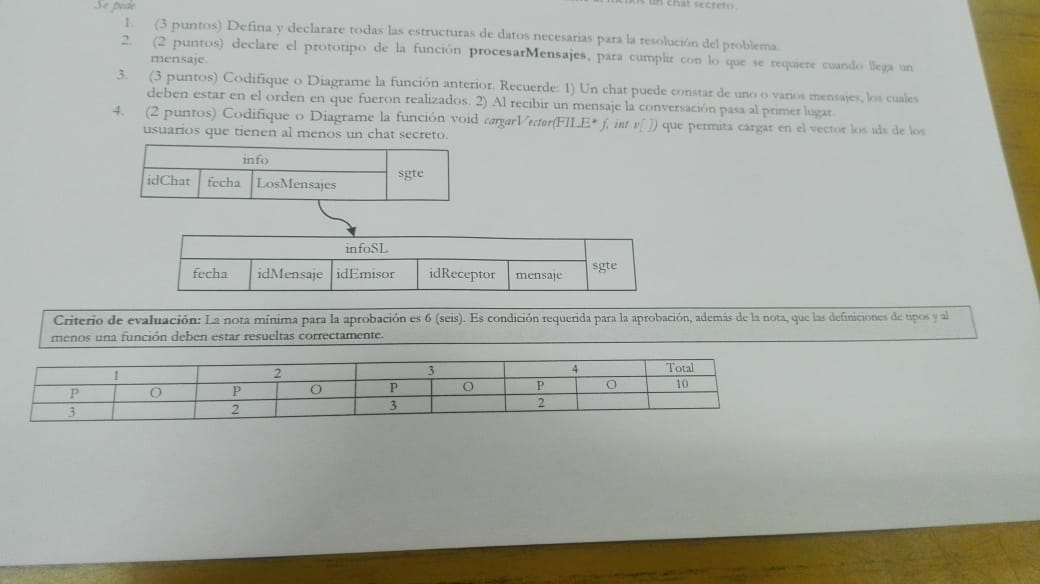 un chat secreto.
Se pide
1. (3 puntos) Defina y declarare todas las estructuras de datos necesarias para la resolución del problema.
2. (2 puntos) declare el prototipo de la función procesarMensajes, para cumplir con lo que se requiere cuando llega un
mensaje.
3. (3 puntos) Codifique o Diagrame la función anterior. Recuerde: 1) Un chat puede constar de uno o varios mensajes, los cuales
deben estar en el orden en que fueron realizados. 2) Al recibir un mensaje la conversación pasa al primer lugar.
4. (2 puntos) Codifique o Diagrame la función void cargarVector(FILE* f, int v[ ]) que permita cargar en el vector los ids de los
usuarios que tienen al menos un chat secreto.
info sgte
idChat fecha LosMensajes
infoSL sgte
fecha idMensaje idEmisor idReceptor mensaje
Criterio de evaluación: La nota mínima para la aprobación es 6 (seis). Es condición requerida para la aprobación, además de la nota, que las definiciones de tipos y al
menos una función deben estar resueltas correctamente.
1 2 3 4 Total
P O P O P O P O 10
3 2 3 2